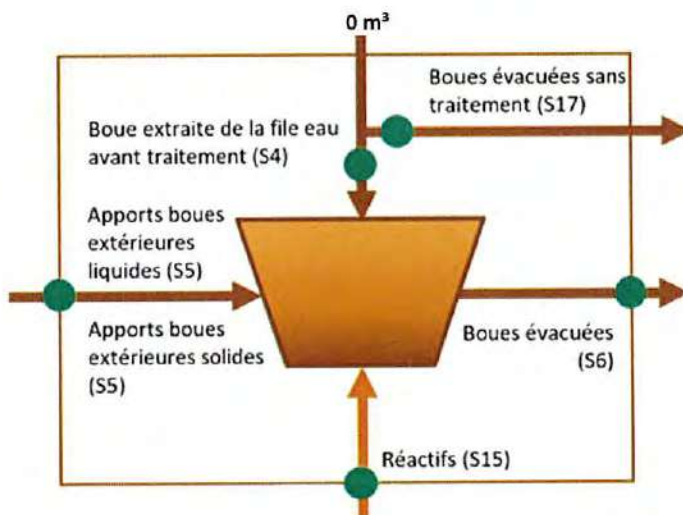 0 m³
Boues évacuées sans
traitement (S17)
Boue extraite de la file eau
avant traitement (S4)
Apports boues
extérieures
liquides (S5)
Apports boues
extérieures solides
(S5)
Boues évacuées
(S6)
Réactifs (S15)